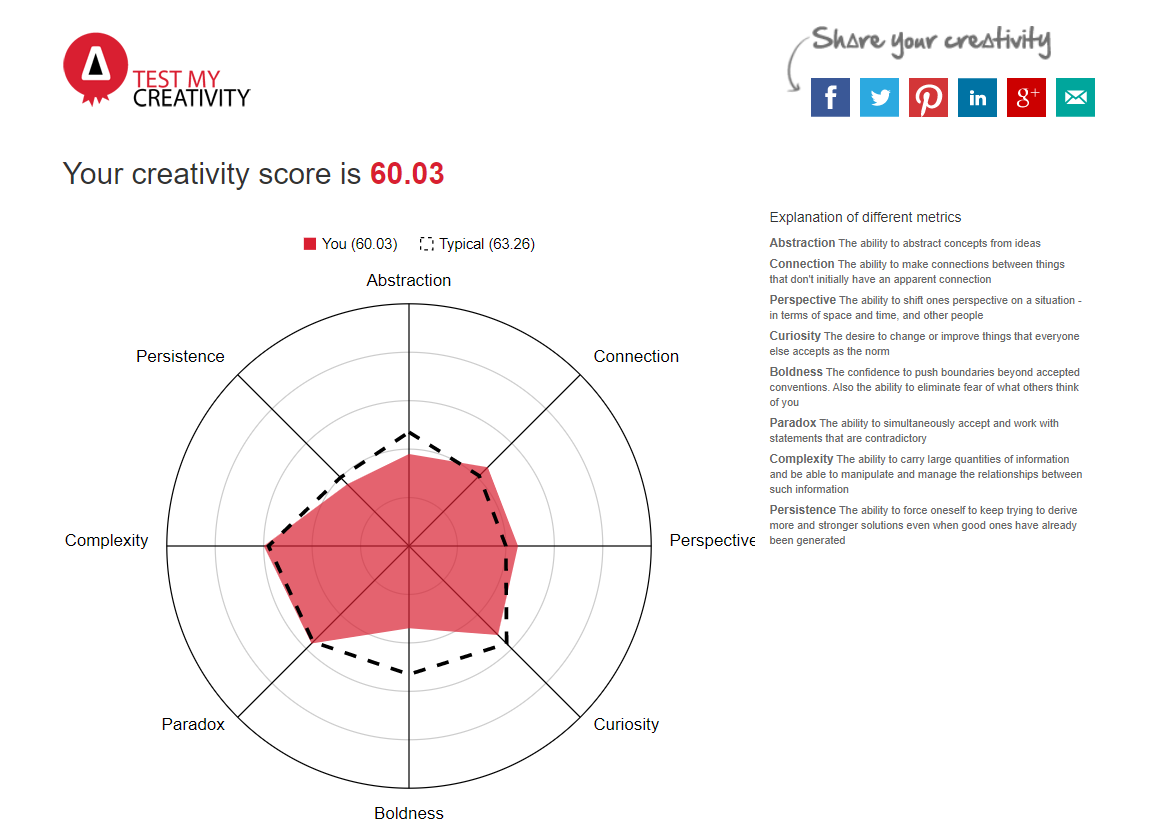 TEST MY
CREATIVITY
Share your creativity
f
in
g+
Your creativity score is 60.03
You (60.03) Typical (63.26)
Abstraction
Persistence
Connection
Complexity
Perspective
Paradox
Curiosity
Boldness
Explanation of different metrics
Abstraction The ability to abstract concepts from ideas
Connection The ability to make connections between things
that don't initially have an apparent connection
Perspective The ability to shift ones perspective on a situation -
in terms of space and time, and other people
Curiosity The desire to change or improve things that everyone
else accepts as the norm
Boldness The confidence to push boundaries beyond accepted
conventions. Also the ability to eliminate fear of what others think
of you
Paradox The ability to simultaneously accept and work with
statements that are contradictory
Complexity The ability to carry large quantities of information
and be able to manipulate and manage the relationships between
such information
Persistence The ability to force oneself to keep trying to derive
more and stronger solutions even when good ones have already
been generated